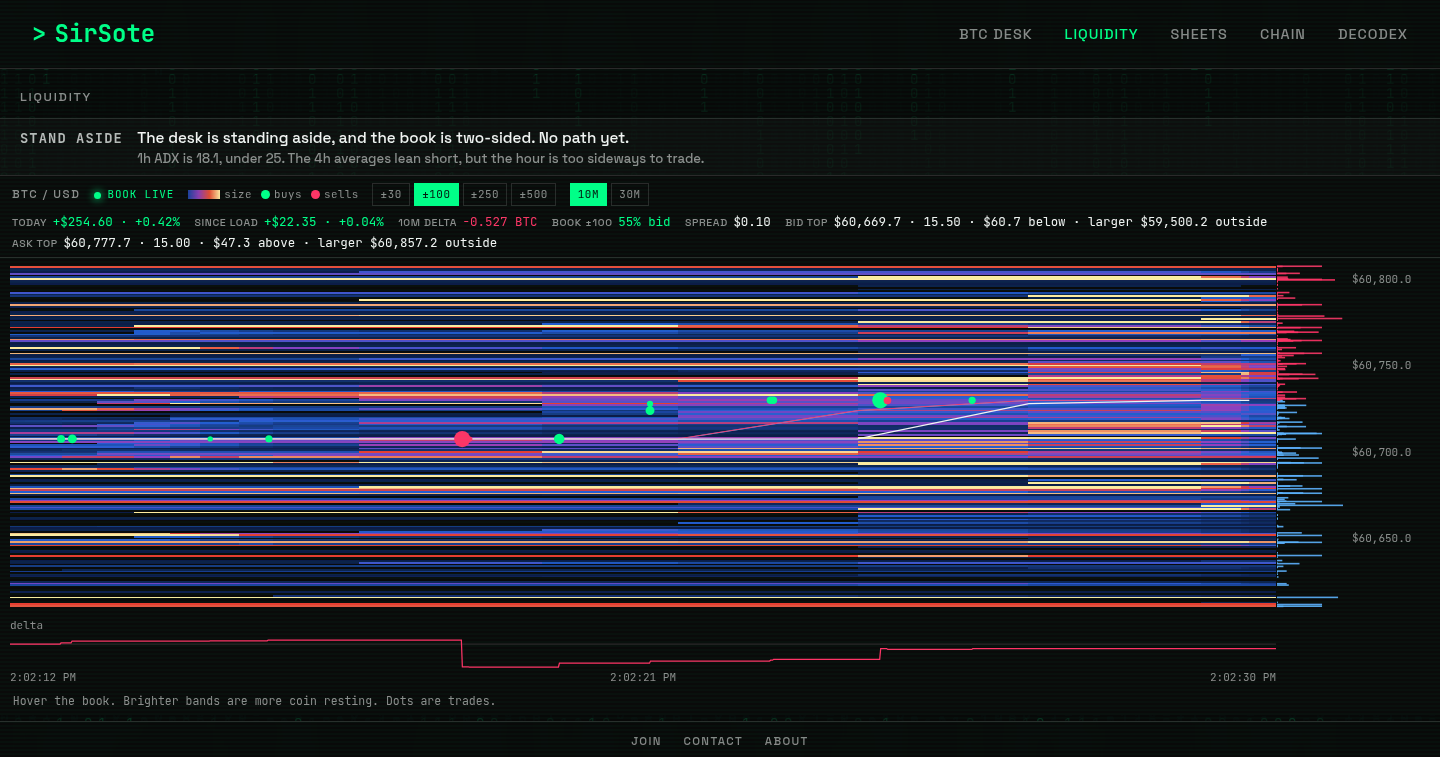 > SirSote
BTC DESK LIQUIDITY SHEETS CHAIN DECODEX
LIQUIDITY
STAND ASIDE The desk is standing aside, and the book is two-sided. No path yet.
1h ADX is 18.1, under 25. The 4h averages lean short, but the hour is too sideways to trade.
BTC / USD BOOK LIVE size buys sells ±30 ±100 ±250 ±500 10M 30M
TODAY +$254.60 · +0.42% SINCE LOAD +$22.35 · +0.04% 10M DELTA -0.527 BTC BOOK ±100 55% bid SPREAD $0.10 BID TOP $60,669.7 · 15.50 · $60.7 below · larger $59,500.2 outside
ASK TOP $60,777.7 · 15.00 · $47.3 above · larger $60,857.2 outside
$60,800.0
$60,750.0
$60,700.0
$60,650.0
delta
2:02:12 PM 2:02:21 PM 2:02:30 PM
Hover the book. Brighter bands are more coin resting. Dots are trades.
JOIN CONTACT ABOUT